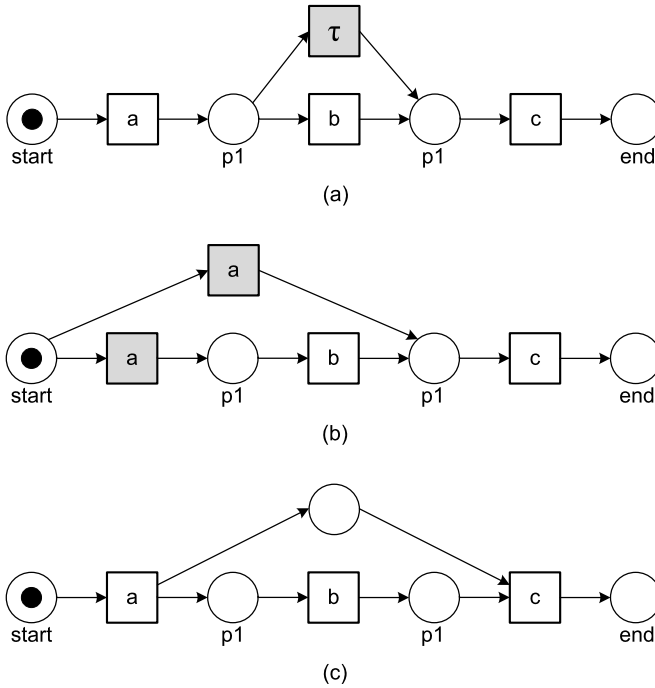 τ
a b c
start p1 p1 end
(a)
a
a b c
start p1 p1 end
(b)
a b c
start p1 p1 end
(c)